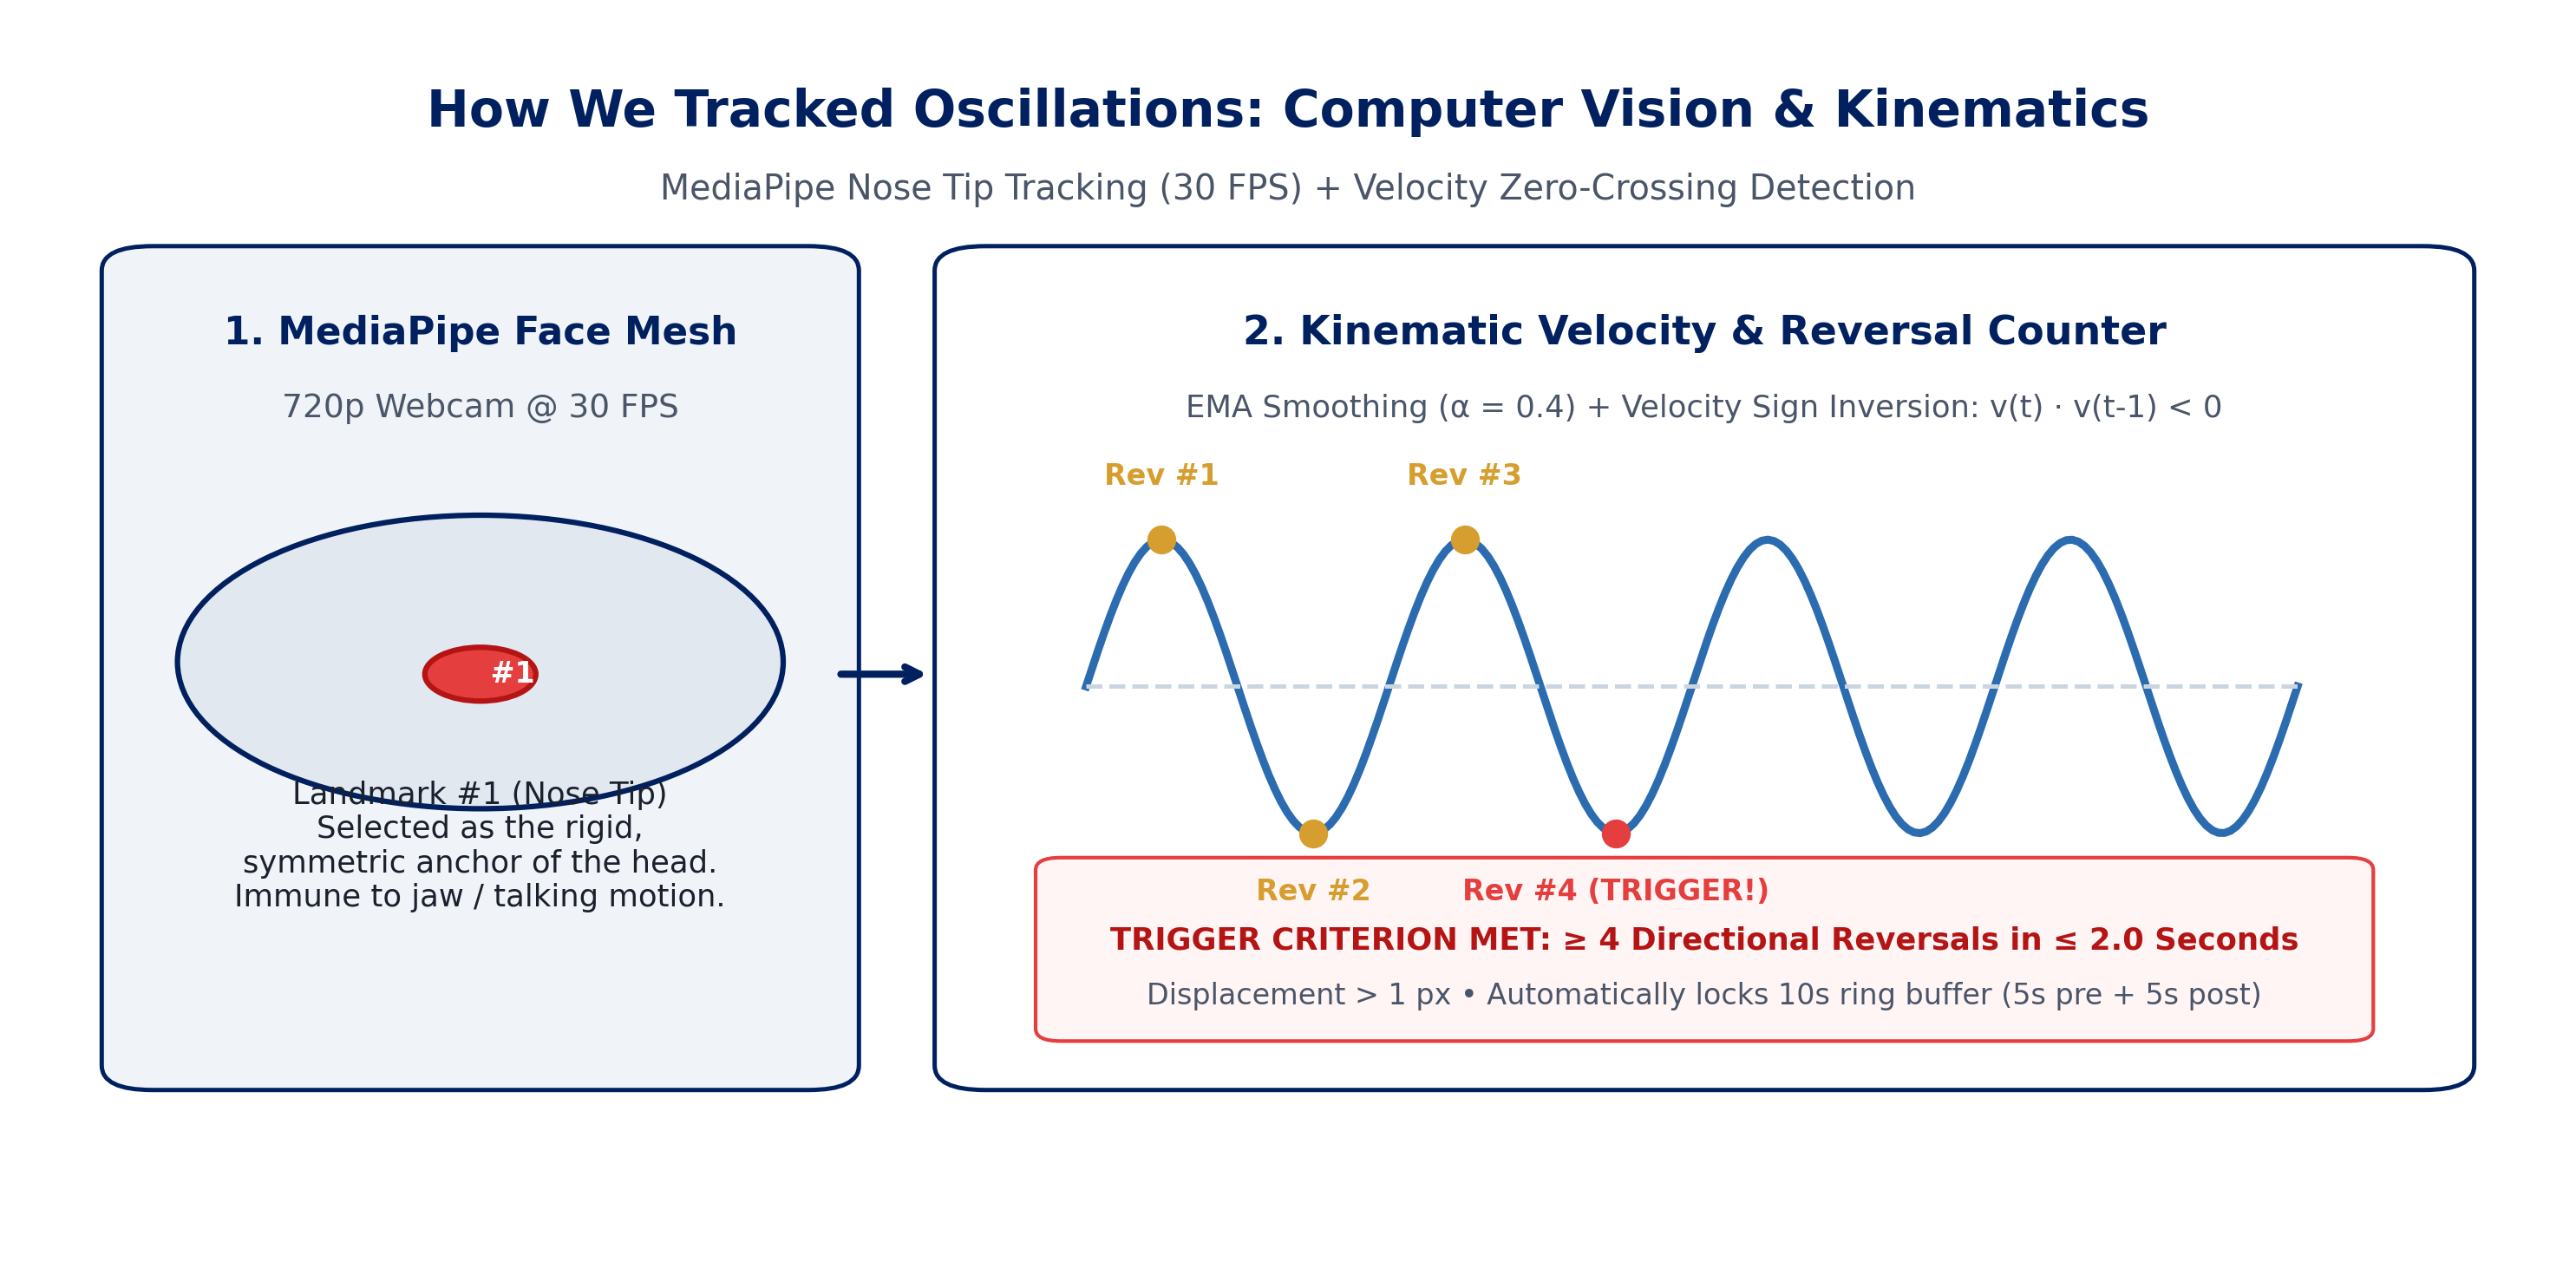 How We Tracked Oscillations: Computer Vision & Kinematics
MediaPipe Nose Tip Tracking (30 FPS) + Velocity Zero-Crossing Detection
1. MediaPipe Face Mesh
720p Webcam @ 30 FPS
#1
Landmark #1 (Nose Tip)
Selected as the rigid,
symmetric anchor of the head.
Immune to jaw / talking motion.
2. Kinematic Velocity & Reversal Counter
EMA Smoothing (α = 0.4) + Velocity Sign Inversion: v(t) · v(t-1) < 0
Rev #1
Rev #3
Rev #2
Rev #4 (TRIGGER!)
TRIGGER CRITERION MET: ≥ 4 Directional Reversals in ≤ 2.0 Seconds
Displacement > 1 px • Automatically locks 10s ring buffer (5s pre + 5s post)